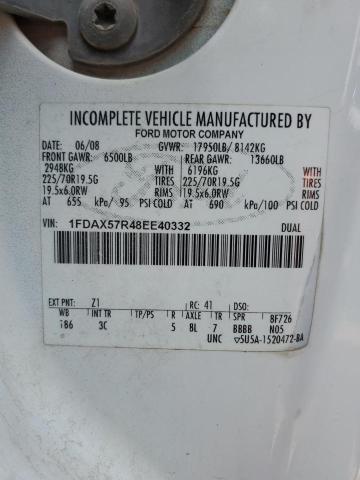 INCOMPLETE VEHICLE MANUFACTURED BY
FORD MOTOR COMPANY
06/08 GVWR: 17950LB/ 8142KG
FRONT GAWR: 6500LB REAR GAWR: 13660LB
2948KG WITH 6196KG WITH
225/70R19.5G TIRES 225/70R19.5G TIRES
19.5x6.0RW RIMS 19.5x6.0RW RIMS
AT 655 kPa/ 95 PSI COLD AT 690 kPa/100 PSI COLD
VIN: 1FDAX57R48EE40332 DUAL
EXT PNT: Z1 RC: 41 DSO:
WB INT TR TP/PS R AXLE TR SPR 8F726
186 3C 5 BL 7 BBBB N05
UNC ▽5U5A-1520472-BA